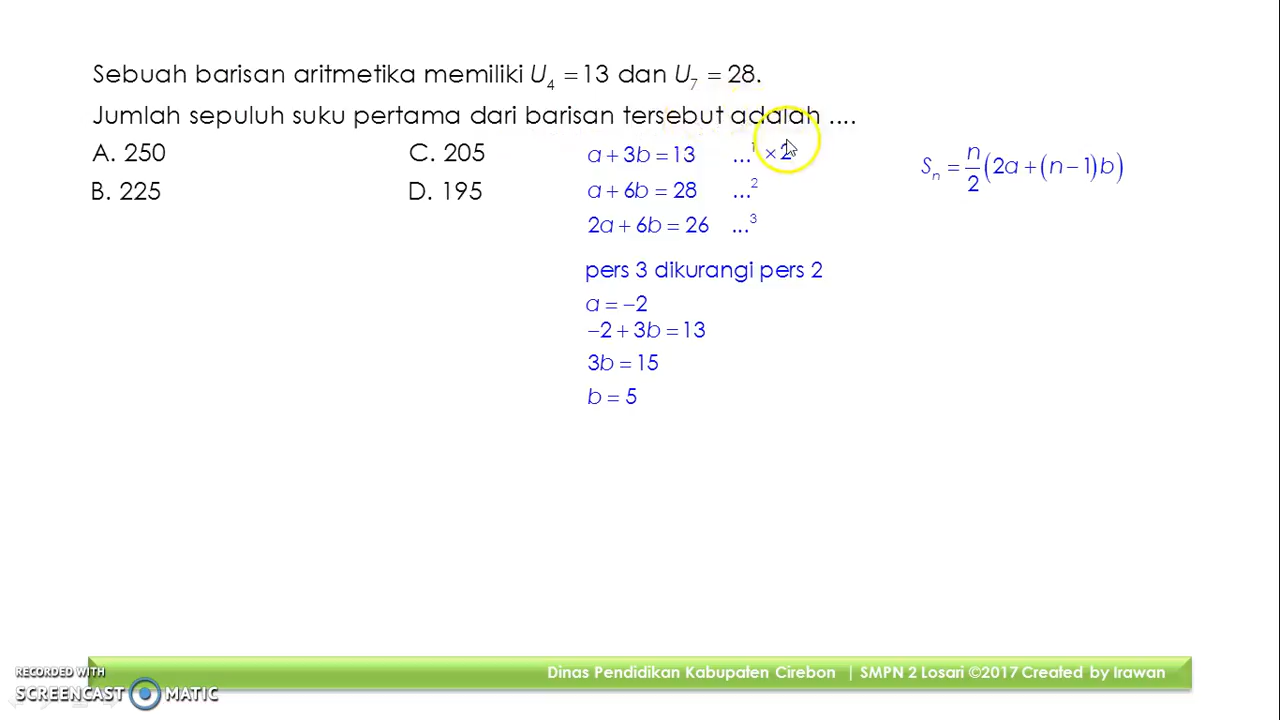 Sebuah barisan aritmetika memiliki U₄ = 13 dan U₇ = 28.
Jumlah sepuluh suku pertama dari barisan tersebut adalah ....
A. 250 C. 205
B. 225 D. 195
a + 3b = 13 ...¹ × 2
a + 6b = 28 ...²
2a + 6b = 26 ...³
pers 3 dikurangi pers 2
a = −2
−2 + 3b = 13
3b = 15
b = 5
Sₙ = n/2 (2a + (n − 1)b)
Dinas Pendidikan Kabupaten Cirebon | SMPN 2 Losari ©2017 Created by Irawan
RECORDED WITH
SCREENCAST MATIC